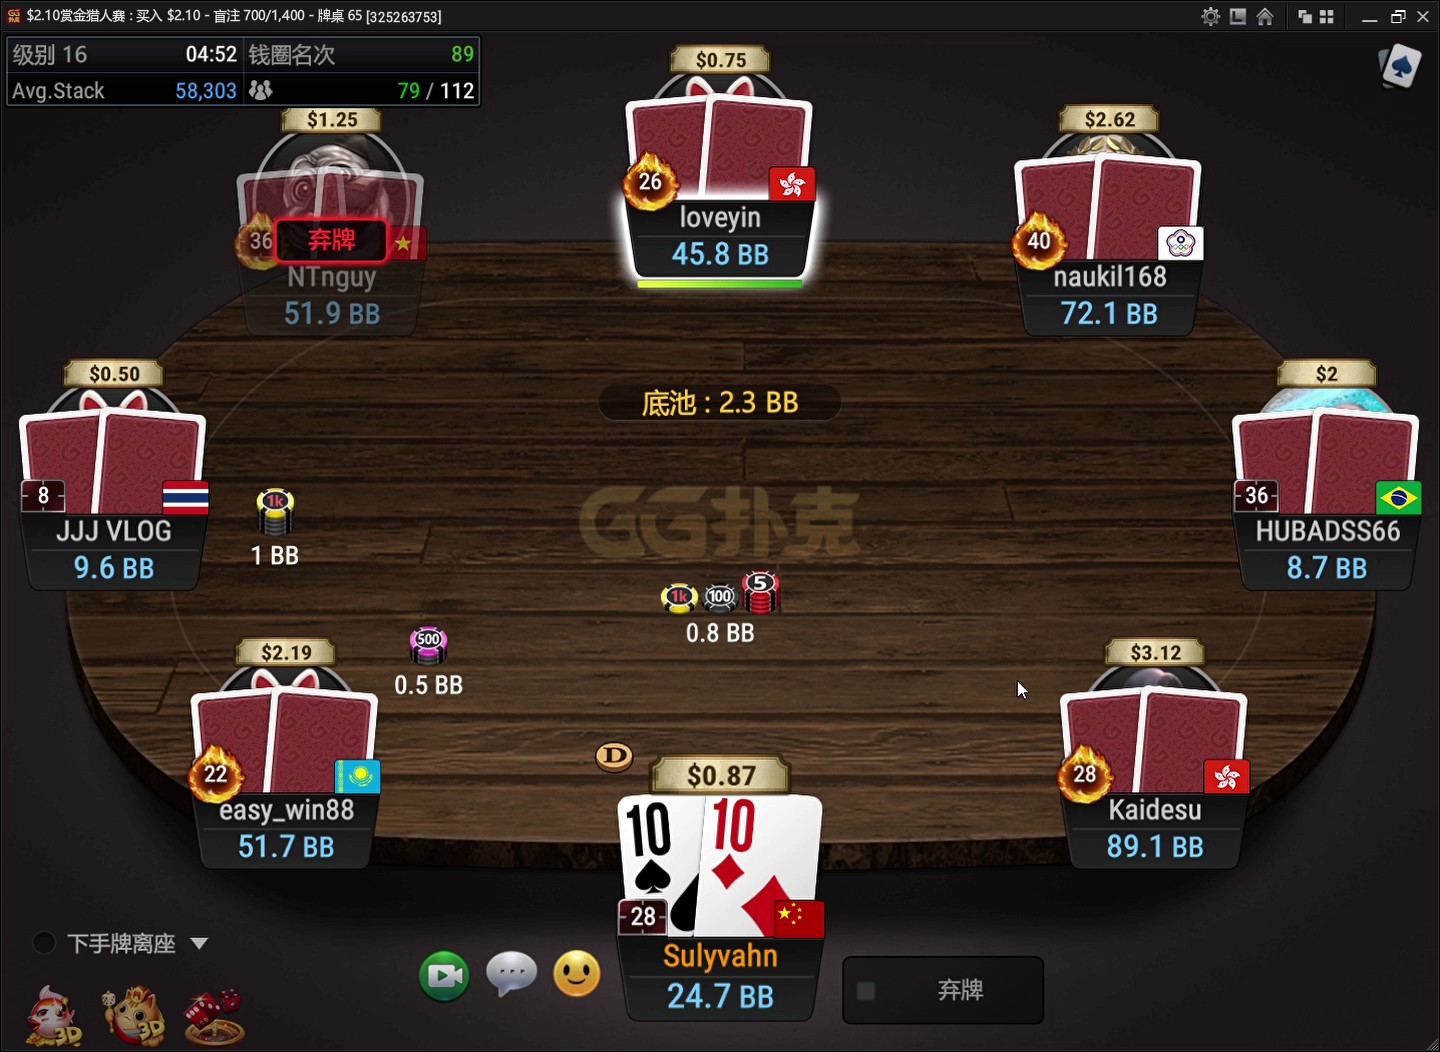 $2.10赏金猎人赛 : 买入 $2.10 - 盲注 700/1,400 - 牌桌 65 [325263753]
级别 16 04:52 钱圈名次 89
Avg.Stack 58,303 79 / 112
$0.75
26
loveyin
45.8 BB
$1.25
36 弃牌
NTnguy
51.9 BB
$2.62
40
naukil168
72.1 BB
$0.50
8
JJJ VLOG
9.6 BB
1k
1 BB
底池 : 2.3 BB
$2
36
HUBADSS66
8.7 BB
GG扑克
1k 100 5
0.8 BB
500
0.5 BB
$2.19
22
easy_win88
51.7 BB
$3.12
28
Kaidesu
89.1 BB
D
$0.87
10 10
28
Sulyvahn
24.7 BB
下手牌离座
弃牌
3D 3D